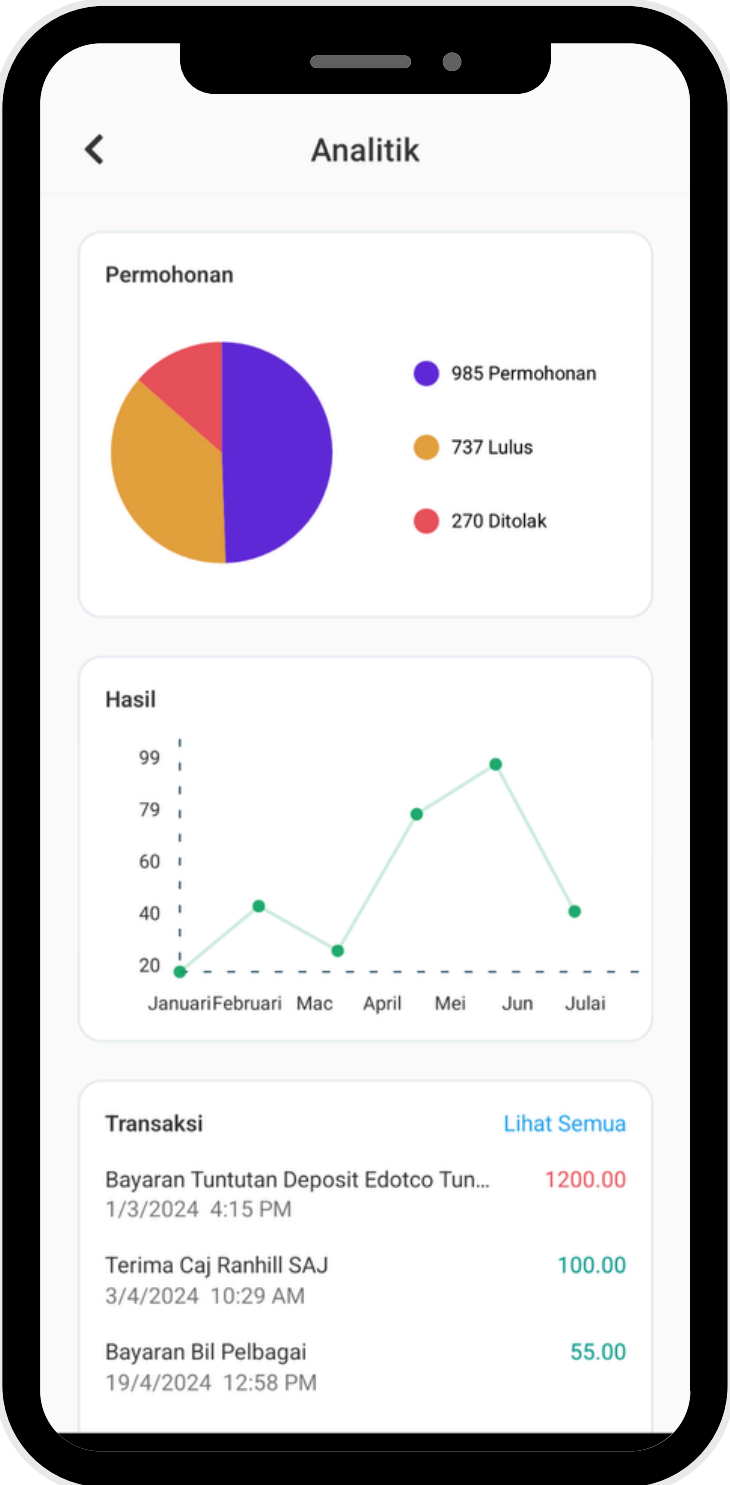 Analitik
Permohonan
985 Permohonan
737 Lulus
270 Ditolak
Hasil
99
79
60
40
20
Januari Februari Mac April Mei Jun Julai
Transaksi Lihat Semua
Bayaran Tuntutan Deposit Edotco Tun... 1200.00
1/3/2024 4:15 PM
Terima Caj Ranhill SAJ 100.00
3/4/2024 10:29 AM
Bayaran Bil Pelbagai 55.00
19/4/2024 12:58 PM